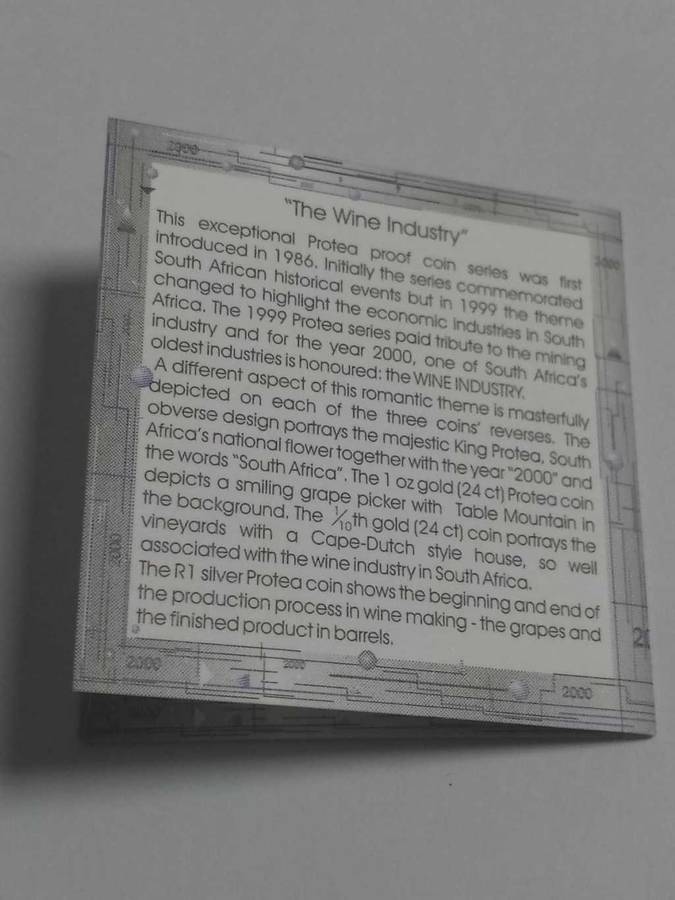 2000
"The Wine Industry"
This exceptional Protea proof coin series was first
introduced in 1986. Initially the series commemorated
South African historical events but in 1999 the theme
changed to highlight the economic industries in South
Africa. The 1999 Protea series paid tribute to the mining
industry and for the year 2000, one of South Africa's
oldest industries is honoured: the WINE INDUSTRY.
A different aspect of this romantic theme is masterfully
depicted on each of the three coins' reverses. The
obverse design portrays the majestic King Protea, South
Africa's national flower together with the year "2000" and
the words "South Africa". The 1 oz gold (24 ct) Protea coin
depicts a smiling grape picker with Table Mountain in
the background. The 1/10th gold (24 ct) coin portrays the
vineyards with a Cape-Dutch style house, so well
associated with the wine industry in South Africa.
The R1 silver Protea coin shows the beginning and end of
the production process in wine making - the grapes and
the finished product in barrels.
2000
2000
2000
2000
2000